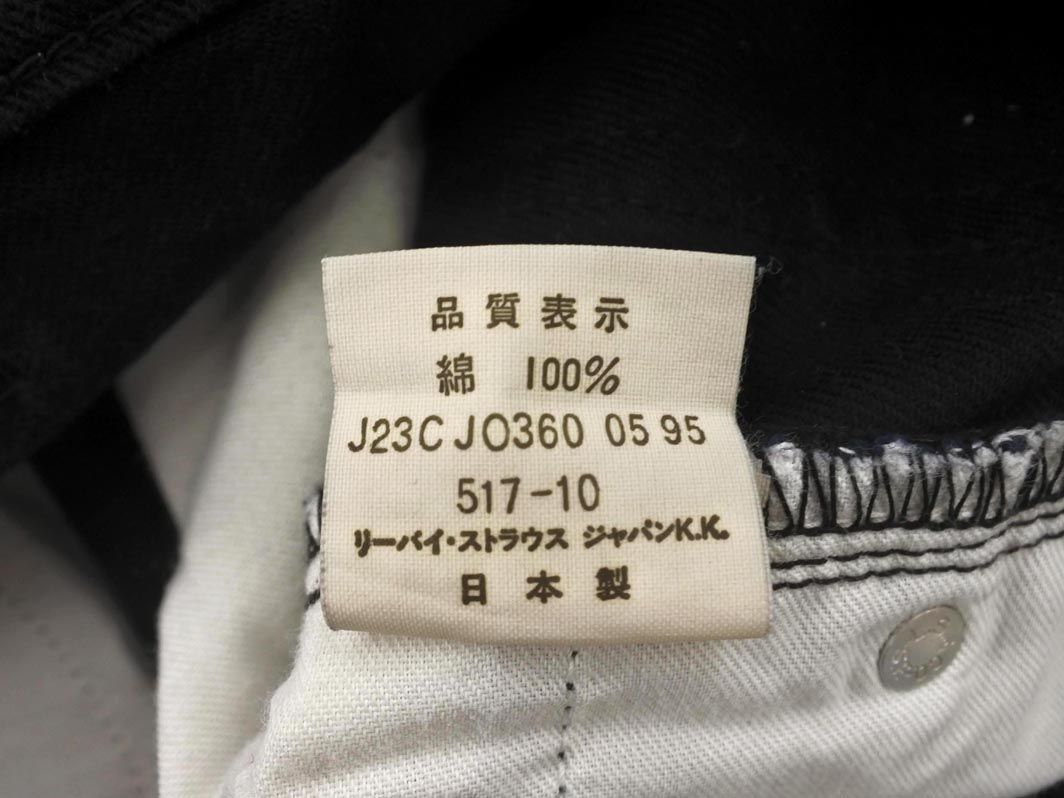 品質表示
綿 100%
J23C JO360 05 95
517-10
リーバイ・ストラウス ジャパンK.K.
日本製